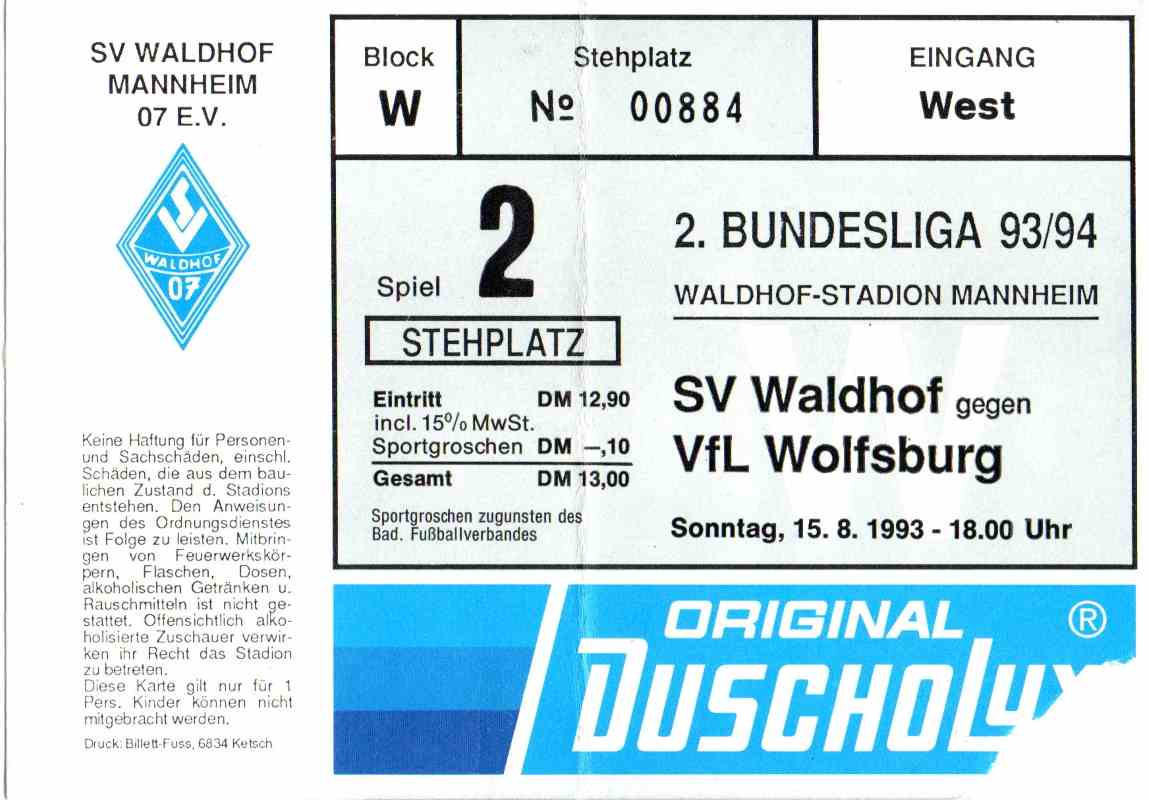 SV WALDHOF
MANNHEIM
07 E.V.
SV
WALDHOF
07
Keine Haftung für Personen-
und Sachschäden, einschl.
Schäden, die aus dem bau-
lichen Zustand d. Stadions
entstehen. Den Anweisun-
gen des Ordnungsdienstes
ist Folge zu leisten. Mitbrin-
gen von Feuerwerkskör-
pern, Flaschen, Dosen,
alkoholischen Getränken u.
Rauschmitteln ist nicht ge-
stattet. Offensichtlich alko-
holisierte Zuschauer verwir-
ken ihr Recht das Stadion
zu betreten.
Diese Karte gilt nur für 1
Pers. Kinder können nicht
mitgebracht werden.
Druck: Billett-Fuss, 6834 Ketsch
Block
W
Stehplatz
Nº 00884
EINGANG
West
Spiel 2
STEHPLATZ
Eintritt DM 12,90
incl. 15% MwSt.
Sportgroschen DM –,10
Gesamt DM 13,00
Sportgroschen zugunsten des
Bad. Fußballverbandes
2. BUNDESLIGA 93/94
WALDHOF-STADION MANNHEIM
SV Waldhof gegen
VfL Wolfsburg
Sonntag, 15. 8. 1993 - 18.00 Uhr
ORIGINAL ®
DUSCHOLUX